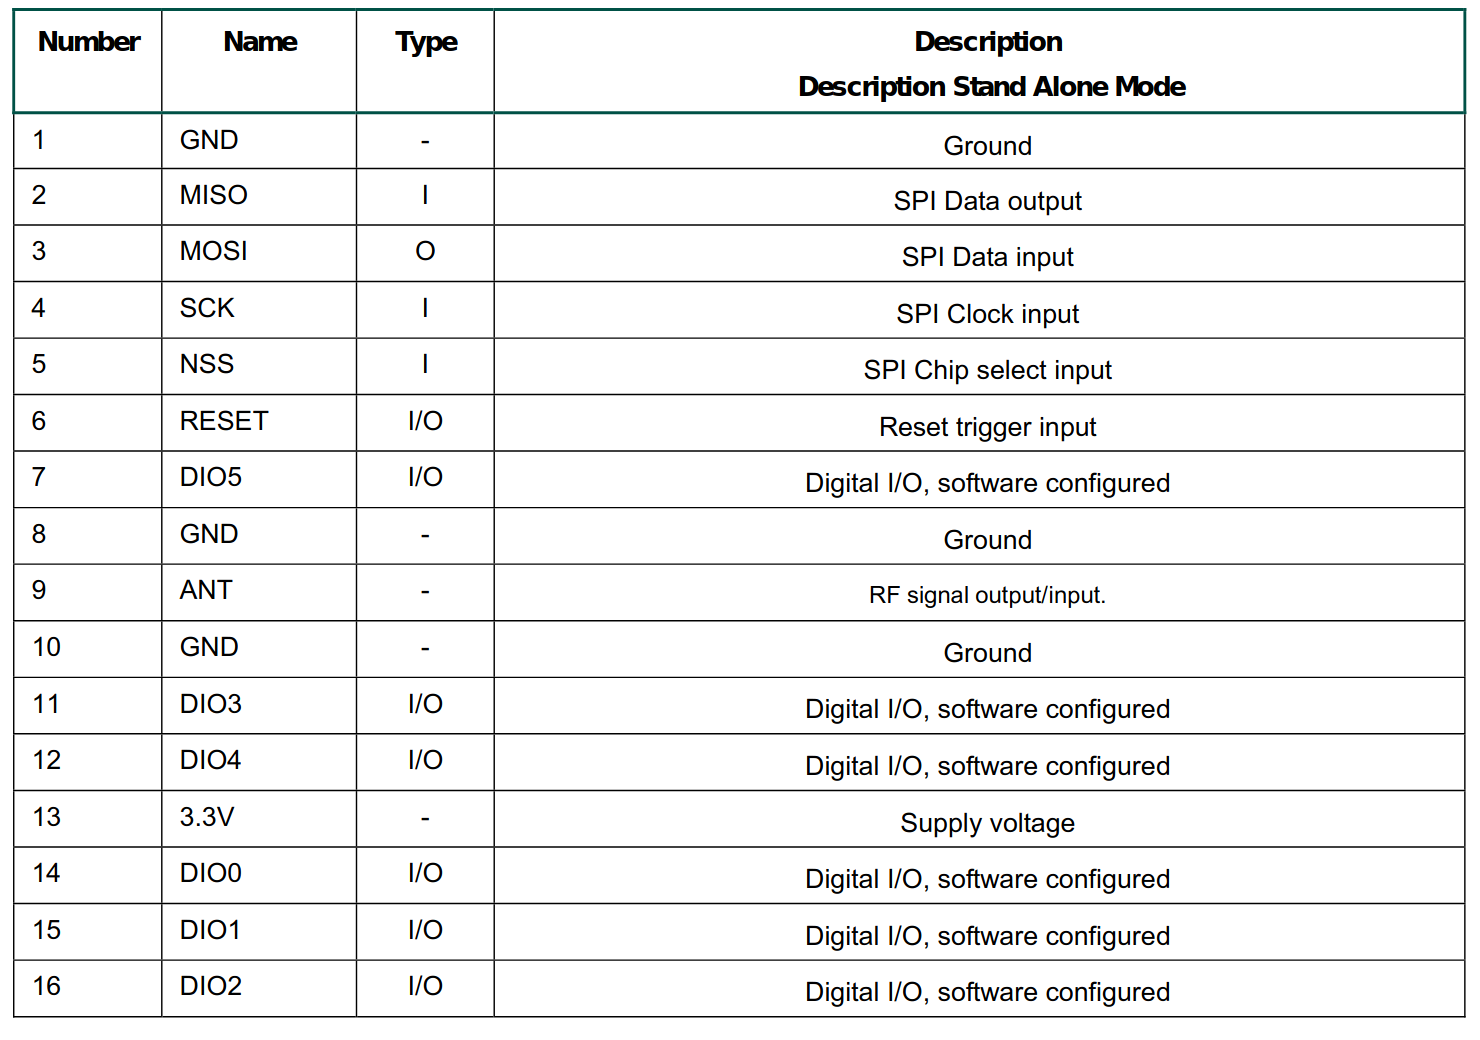 Number Name Type Description
Description Stand Alone Mode
1 GND - Ground
2 MISO I SPI Data output
3 MOSI O SPI Data input
4 SCK I SPI Clock input
5 NSS I SPI Chip select input
6 RESET I/O Reset trigger input
7 DIO5 I/O Digital I/O, software configured
8 GND - Ground
9 ANT - RF signal output/input.
10 GND - Ground
11 DIO3 I/O Digital I/O, software configured
12 DIO4 I/O Digital I/O, software configured
13 3.3V - Supply voltage
14 DIO0 I/O Digital I/O, software configured
15 DIO1 I/O Digital I/O, software configured
16 DIO2 I/O Digital I/O, software configured